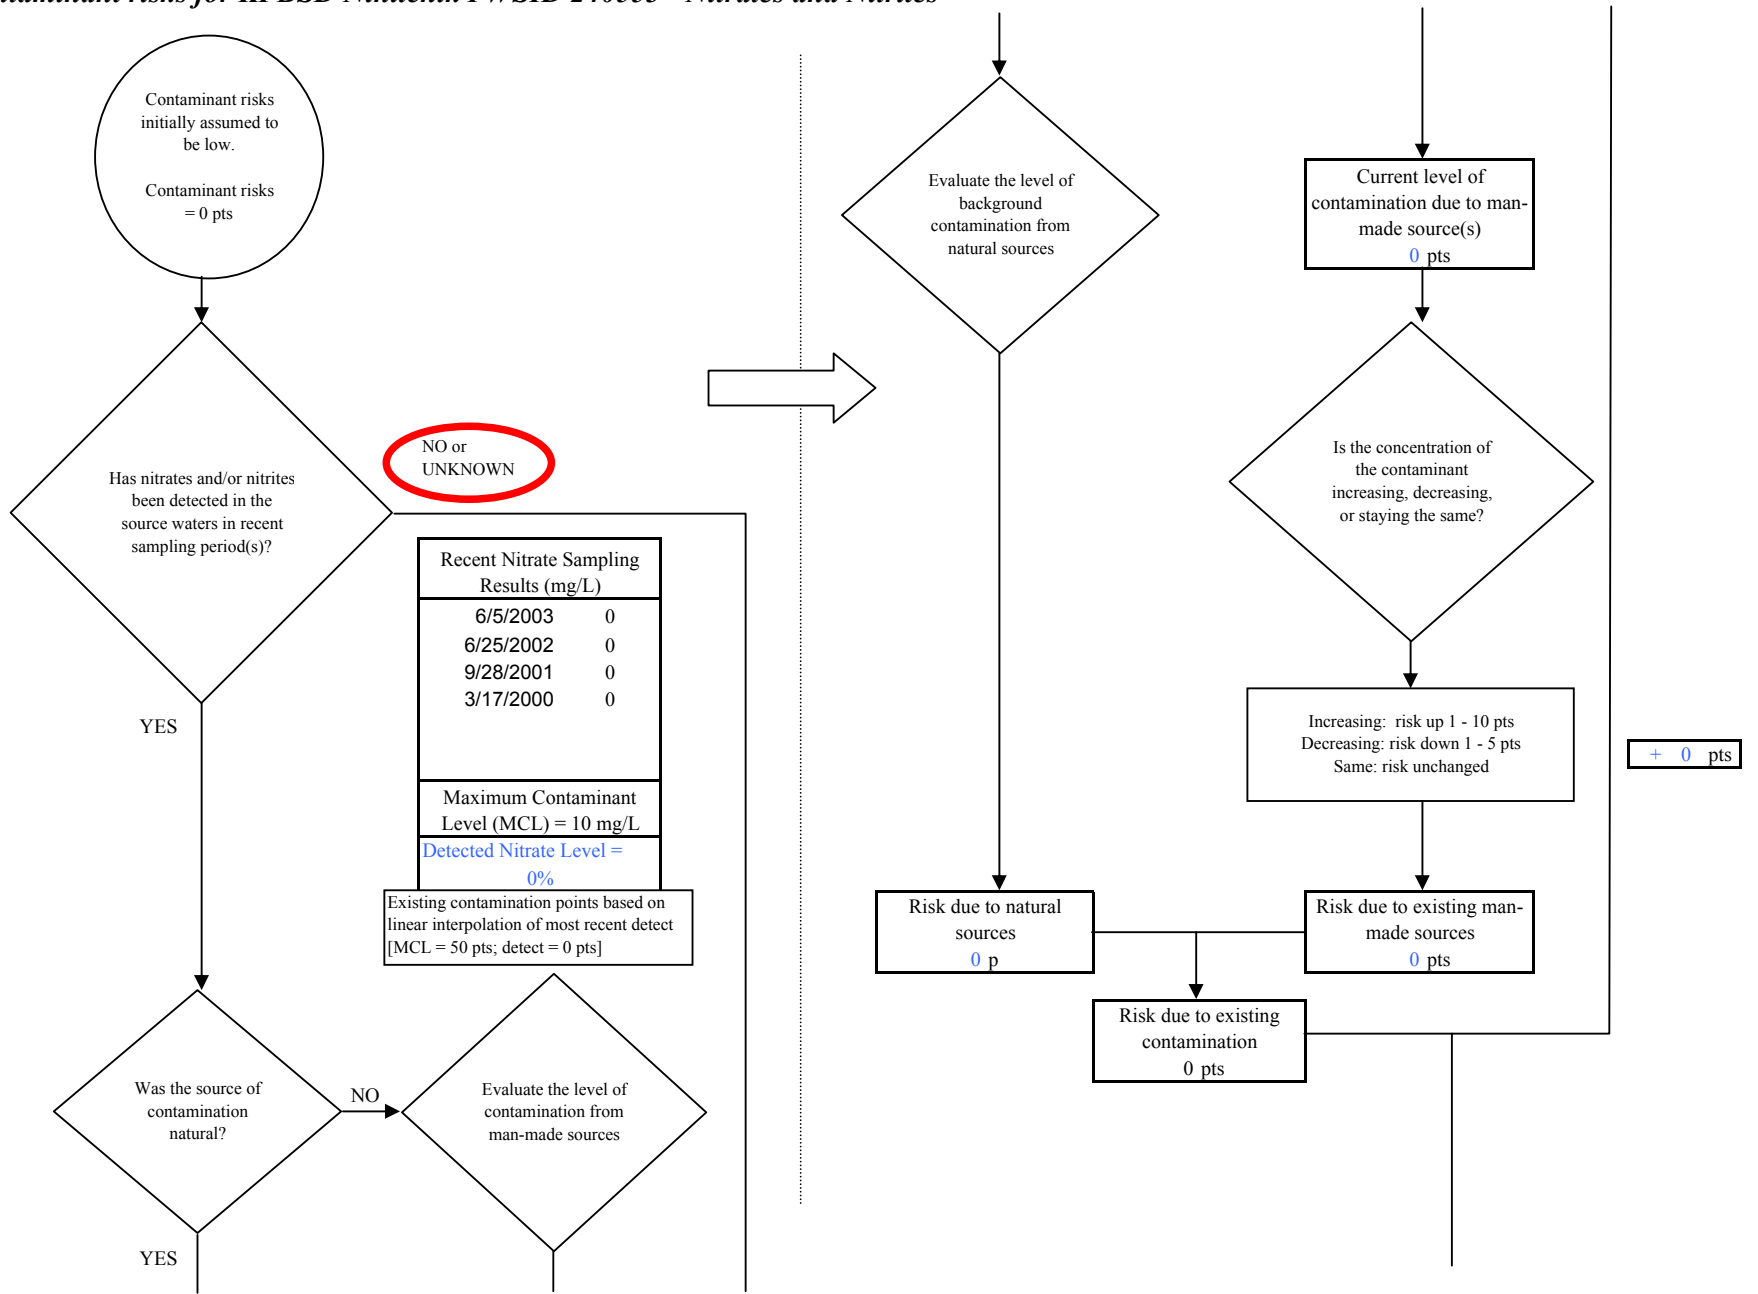 for KPBSD Ninilchik PWSID 240553 - Nitrates and Nitrites
Contaminant risks
initially assumed to
be low.
Contaminant risks
= 0 pts
Has nitrates and/or nitrites
been detected in the
source waters in recent
sampling period(s)?
NO or
UNKNOWN
YES
Recent Nitrate Sampling
Results (mg/L)
6/5/2003 0
6/25/2002 0
9/28/2001 0
3/17/2000 0
Maximum Contaminant
Level (MCL) = 10 mg/L
Detected Nitrate Level =
0%
Existing contamination points based on
linear interpolation of most recent detect
[MCL = 50 pts; detect = 0 pts]
Was the source of
contamination
natural?
NO
YES
Evaluate the level of
contamination from
man-made sources
Evaluate the level of
background
contamination from
natural sources
Current level of
contamination due to man-
made source(s)
0 pts
Is the concentration of
the contaminant
increasing, decreasing,
or staying the same?
Increasing: risk up 1 - 10 pts
Decreasing: risk down 1 - 5 pts
Same: risk unchanged
+ 0 pts
Risk due to natural
sources
0 p
Risk due to existing man-
made sources
0 pts
Risk due to existing
contamination
0 pts